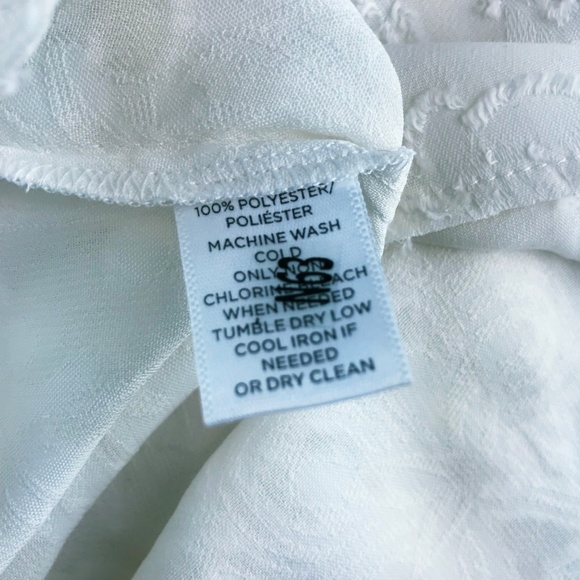 100% POLYESTER/
POLIÉSTER
MACHINE WASH
COLD
ONLY NON
CHLORINE BLEACH
WHEN NEEDED
TUMBLE DRY LOW
COOL IRON IF
NEEDED
OR DRY CLEAN
N63